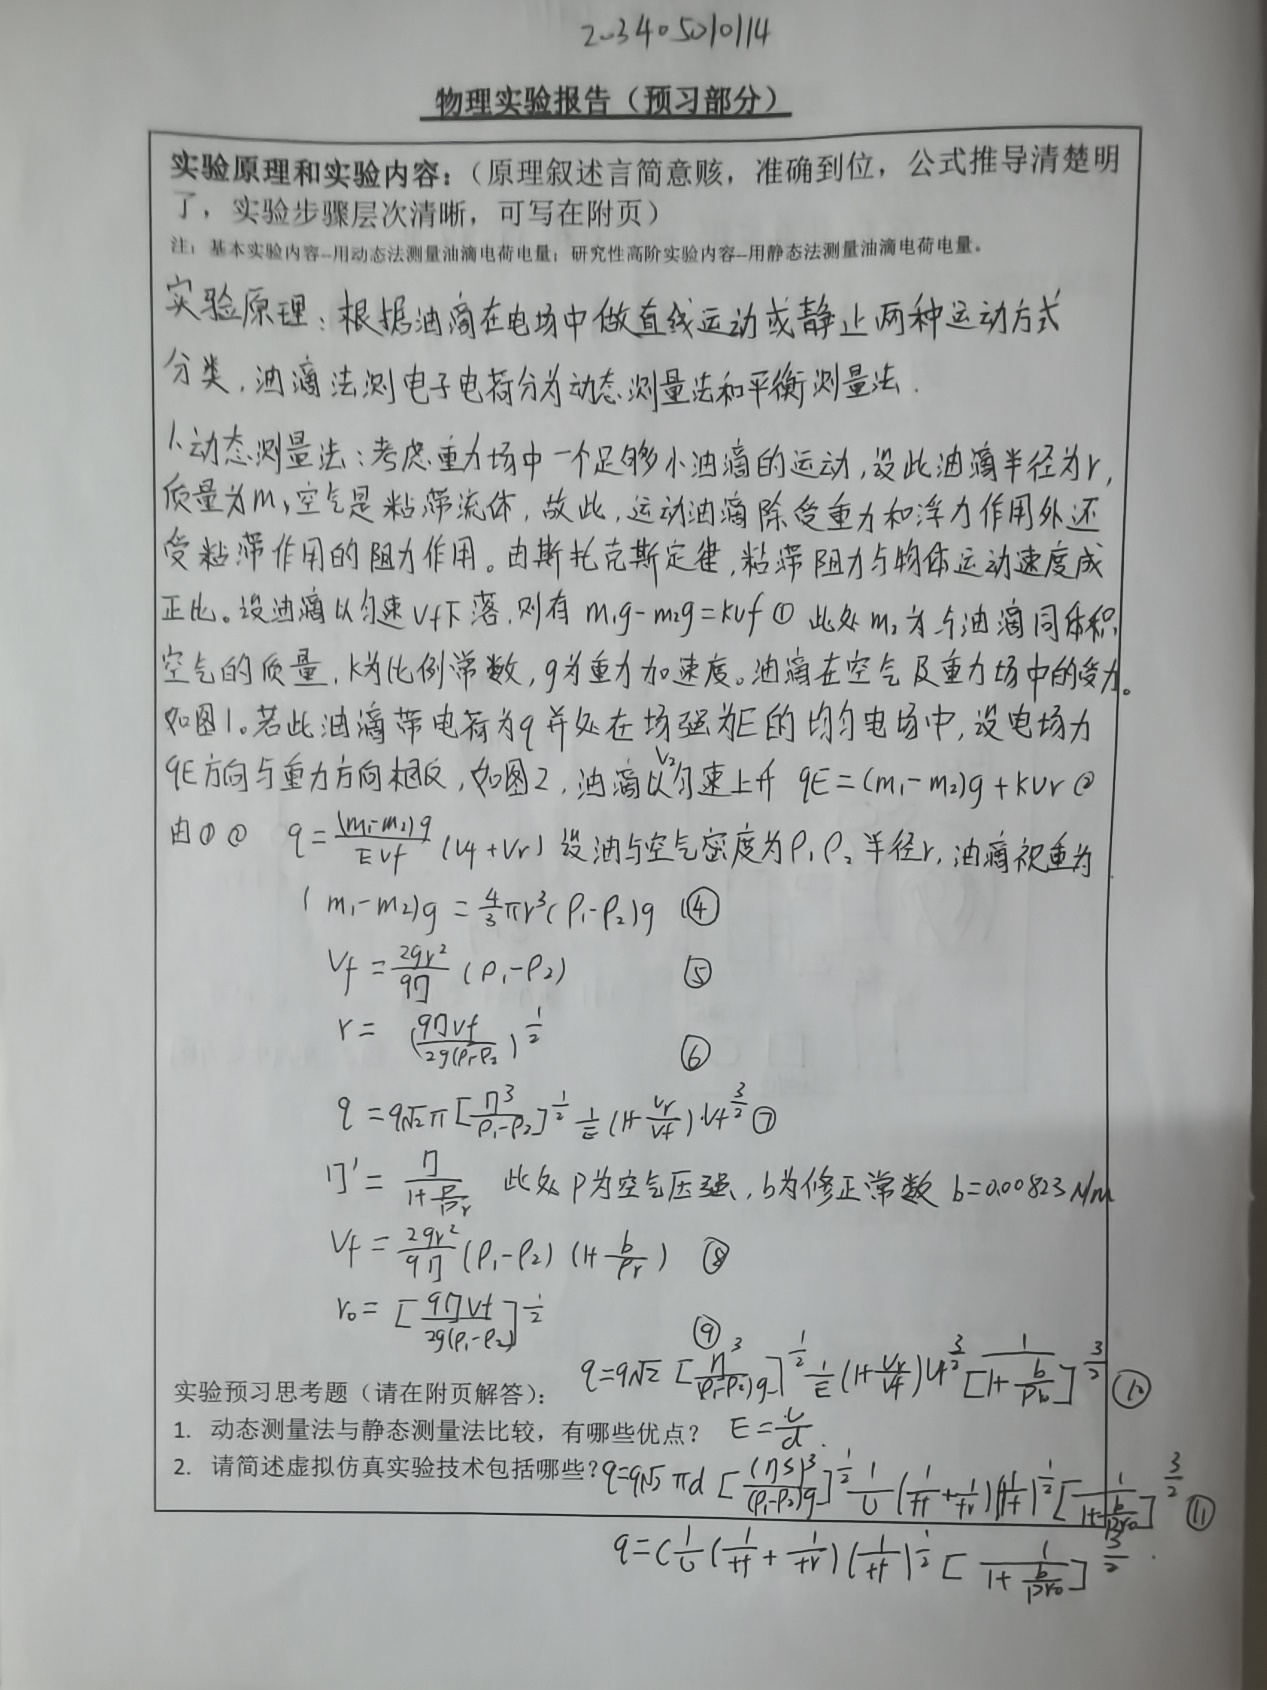 203405010114
物理实验报告（预习部分）
实验原理和实验内容：（原理叙述言简意赅，准确到位，公式推导清楚明
了，实验步骤层次清晰，可写在附页）
注：基本实验内容--用动态法测量油滴电荷电量；研究性高阶实验内容--用静态法测量油滴电荷电量。
实验原理：根据油滴在电场中做直线运动或静止两种运动方式
分类，油滴法测电子电荷分为动态测量法和平衡测量法.
1.动态测量法：考虑重力场中一个足够小油滴的运动，设此油滴半径为r，
质量为m₁，空气是粘滞流体，故此，运动油滴除受重力和浮力作用外还
受粘滞作用的阻力作用。由斯托克斯定律，粘滞阻力与物体运动速度成
正比。设油滴以匀速Vf下落，则有 m₁g-m₂g=kvf ① 此处m₂为与油滴同体积
空气的质量，k为比例常数，g为重力加速度。油滴在空气及重力场中的受力。
如图1。若此油滴带电荷为q并处在场强为E的均匀电场中，设电场力
qE方向与重力方向相反，如图2，油滴以V₂匀速上升 qE=(m₁-m₂)g+kvr ②
由①② q=(m₁-m₂)g/Evf (vf+vr) 设油与空气密度为ρ₁ρ₂半径r，油滴视重为
(m₁-m₂)g=4/3πr³(ρ₁-ρ₂)g ④
Vf=2gr²/9η (ρ₁-ρ₂) ⑤
r=(9ηvf/2g(ρ₁-ρ₂)^1/2 ⑥
q=9√2π[η³/ρ₁-ρ₂]^1/2 1/E (1+vr/vf)·vf^3/2 ⑦
η'=η/1+b/pr 此处p为空气压强，b为修正常数 b=0.00823N/m
Vf=2gr²/9η (ρ₁-ρ₂)(1+b/pr) ⑧
r₀=[9ηvf/2g(ρ₁-ρ₂)]^1/2 ⑨
q=9√2[η³/(ρ₁-ρ₂)g]^1/2 1/E (1+vr/vf)vf^3/2 [1/1+b/pr₀]^3/2 ⑩
实验预习思考题（请在附页解答）：
1. 动态测量法与静态测量法比较，有哪些优点？ E=U/d.
2. 请简述虚拟仿真实验技术包括哪些？ q=9√2πd[(ηs)³/(ρ₁-ρ₂)g]^1/2 1/U (1/tf+1/tr)(1/tf)^1/2 [1/1+b/pr₀]^3/2 ⑪
q=C1/U(1/tf+1/tr)(1/tf)^1/2[1/1+b/pr₀]^3/2.